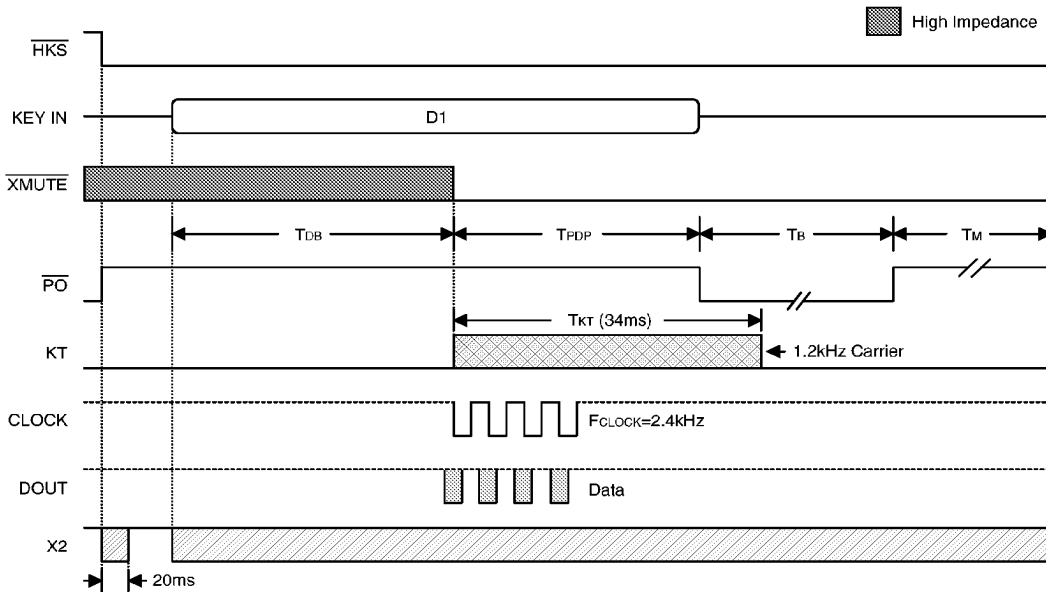 High Impedance
HKS
KEY IN
D1
XMUTE
TDB
TPDP
TB
TM
PO
TKT (34ms)
KT
1.2kHz Carrier
CLOCK
FCLOCK=2.4kHz
DOUT
Data
X2
20ms